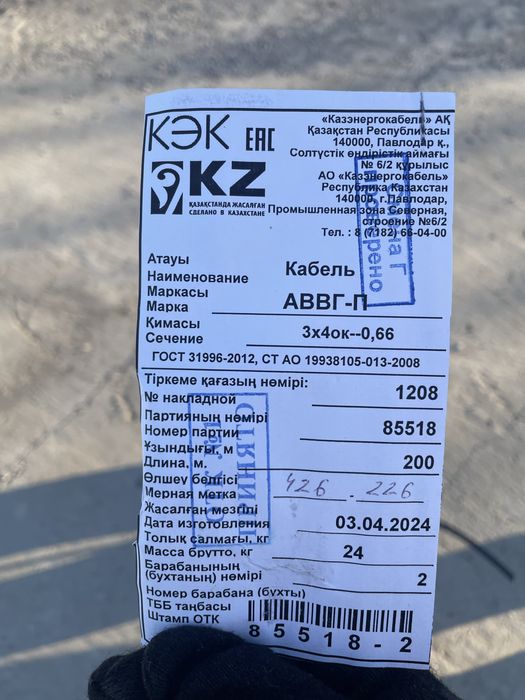 КЭК ЕАС
KZ
ҚАЗАҚСТАНДА ЖАСАЛҒАН
СДЕЛАНО В КАЗАХСТАНЕ
«Казэнергокабель» АҚ
Қазақстан Республикасы
140000, Павлодар қ.,
Солтүстік өндірістік аймағы
№ 6/2 құрылыс
АО «Казэнергокабель»
Республика Казахстан
140000, г.Павлодар,
Промышленная зона Северная,
строение №6/2
Тел. : 8 (7182) 66-04-00
Смена Г
проверено
Атауы
Наименование Кабель
Маркасы
Марка АВВГ-П
Қимасы
Сечение 3х4ок--0,66
ГОСТ 31996-2012, СТ АО 19938105-013-2008
Тіркеме қағазың нөмірі:
№ накладной 1208
Партияның нөмірі
Номер партии 85518
Ұзындығы, м
Длина, м. 200
Өлшеу белгісі
Мерная метка 426 . 226
Жасалған мезгілі
Дата изготовления 03.04.2024
Толық салмағы, кг
Масса брутто, кг 24
Барабанының
(бухтаның) нөмірі 2
Номер барабана (бухты)
ТББ таңбасы
Штамп ОТК
85518-2